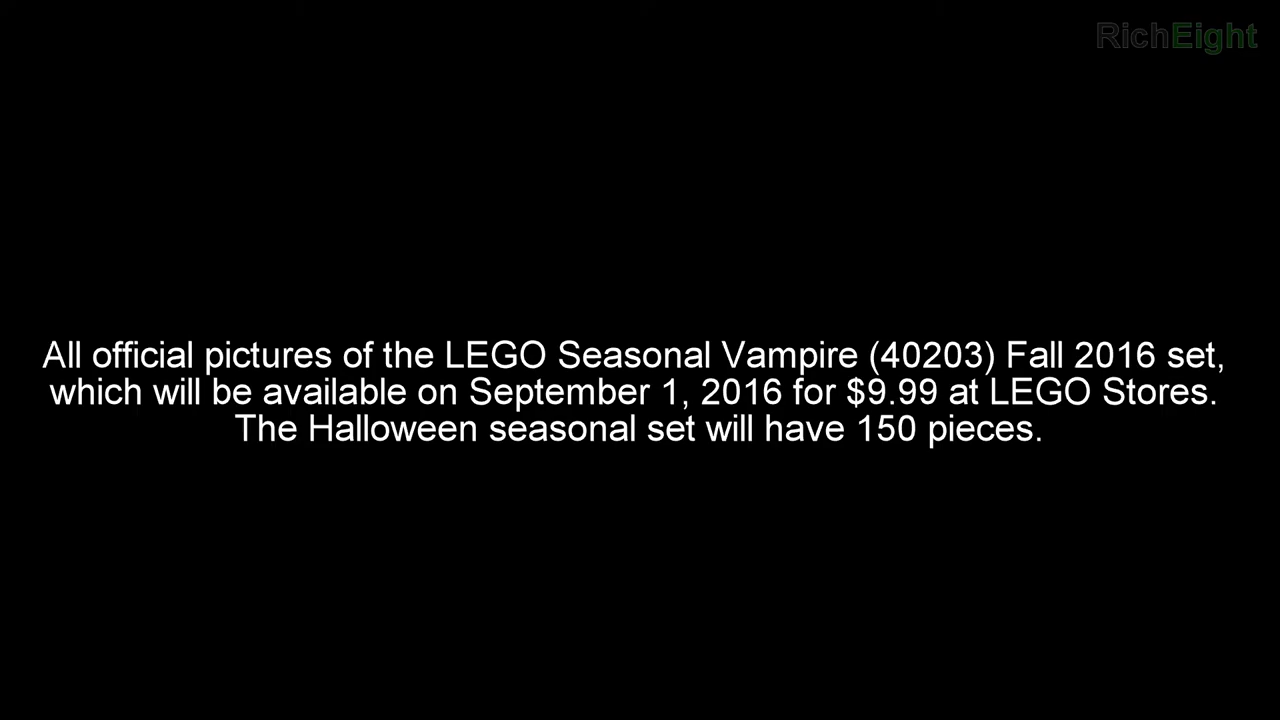 RichEight
All official pictures of the LEGO Seasonal Vampire (40203) Fall 2016 set,
which will be available on September 1, 2016 for $9.99 at LEGO Stores.
The Halloween seasonal set will have 150 pieces.